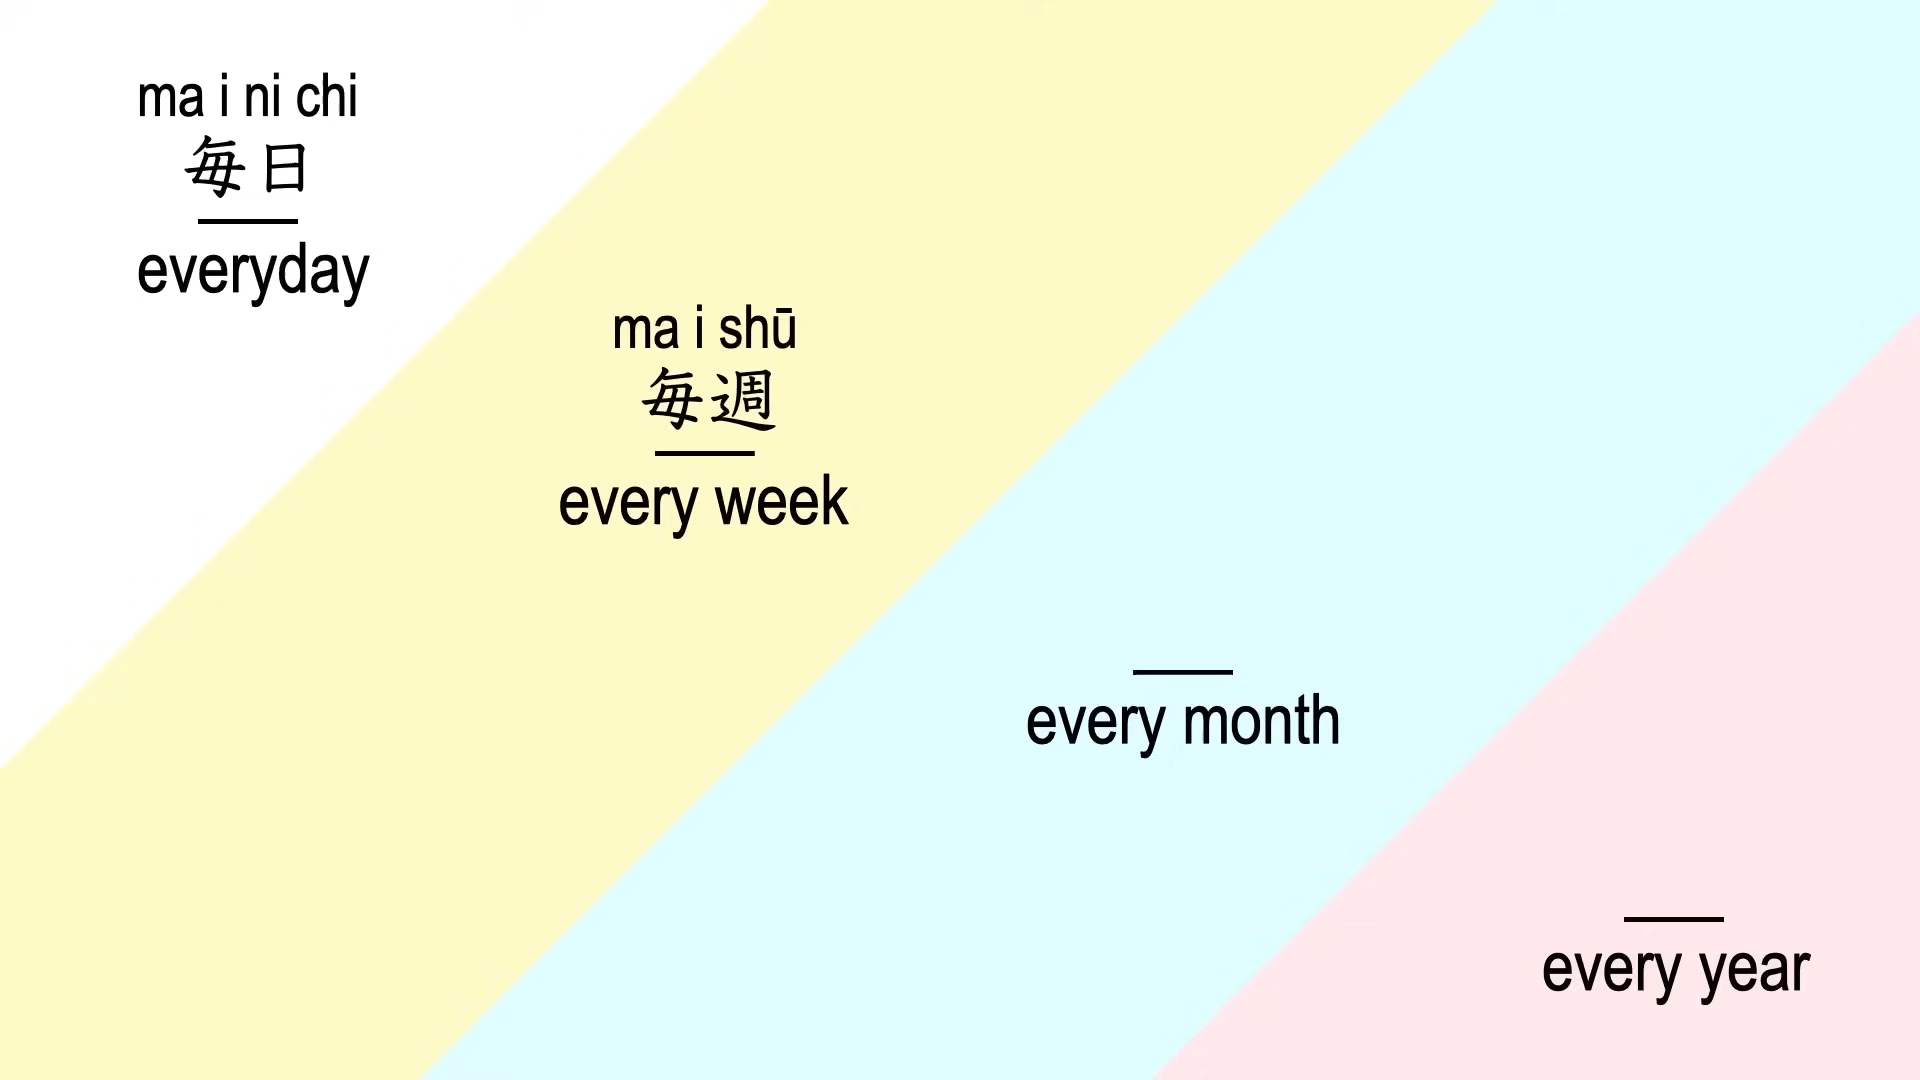 ma i ni chi
毎日
everyday
ma i shū
毎週
every week
every month
every year